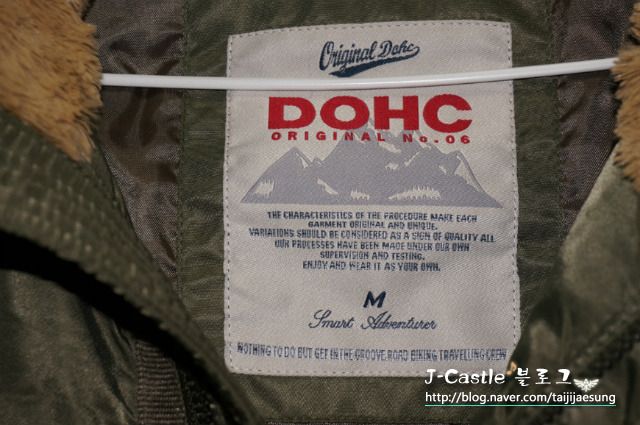 Original Dohc
DOHC
ORIGINAL No.06
THE CHARACTERISTICS OF THE PROCEDURE MAKE EACH
GARMENT ORIGINAL AND UNIQUE.
VARIATIONS SHOULD BE CONSIDERED AS A SIGN OF QUALITY ALL
OUR PROCESSES HAVE BEEN MADE UNDER OUR OWN
SUPERVISION AND TESTING.
ENJOY AND WEAR IT AS YOUR OWN.
M
Smart Adventurer
NOTHING TO DO BUT GET IN THE GROOVE ROAD BIKING TRAVELLING CREW
J-Castle 블로그
http://blog.naver.com/taijijaesung